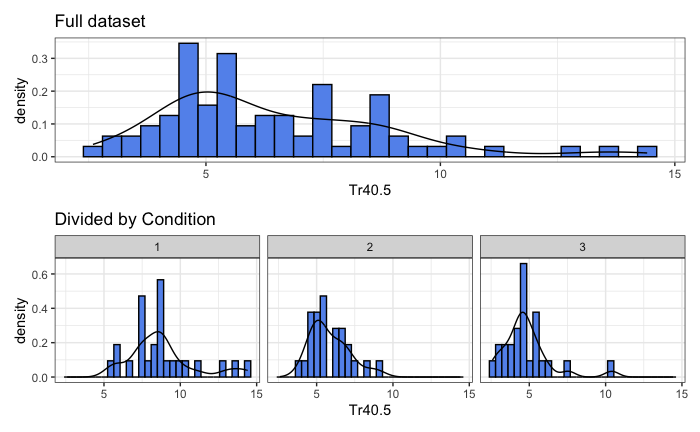 Full dataset
density
0.3
0.2
0.1
0.0
5 10 15
Tr40.5
Divided by Condition
1 2 3
density
0.6
0.4
0.2
0.0
5 10 15 5 10 15 5 10 15
Tr40.5